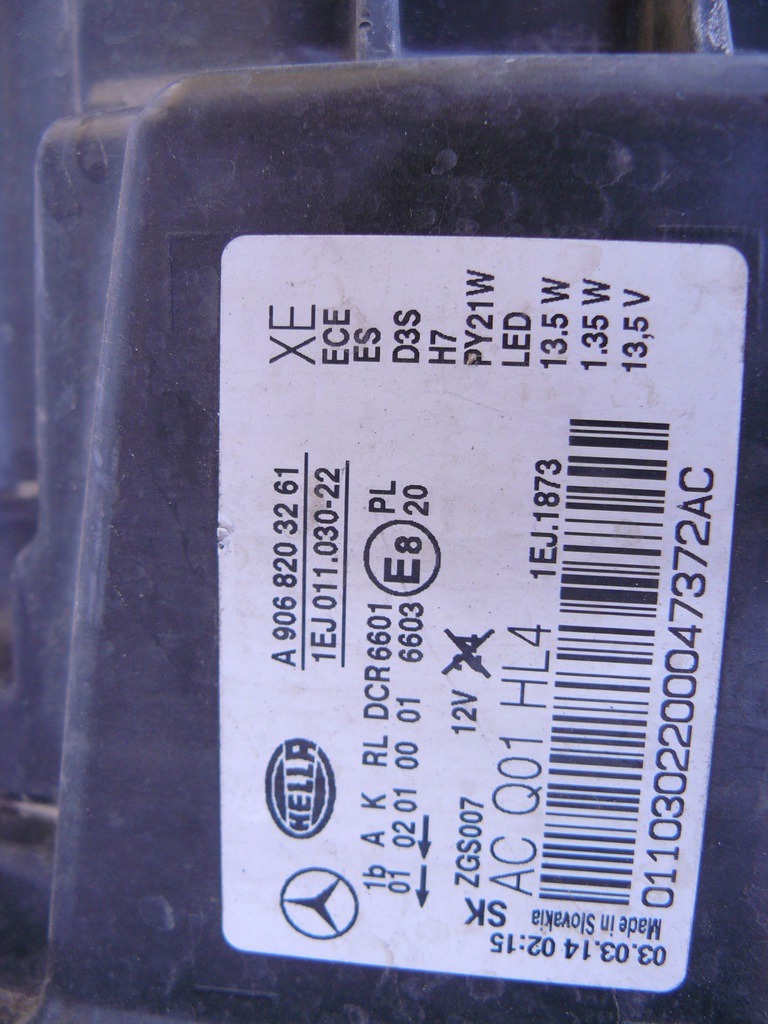 A 906 820 32 61
1EJ 011.030-22
XE
ECE
ES
D3S
H7
PY21W
LED
13.5 W
1.35 W
13,5 V
HELLA
1b A K RL DCR 6601 E8 PL
01 02 01 00 01 6603 20
12V 24
ZGS007
SK
AC Q01 HL4
1EJ.1873
01103022000047372AC
Made in Slovakia
03.03.14 02:15